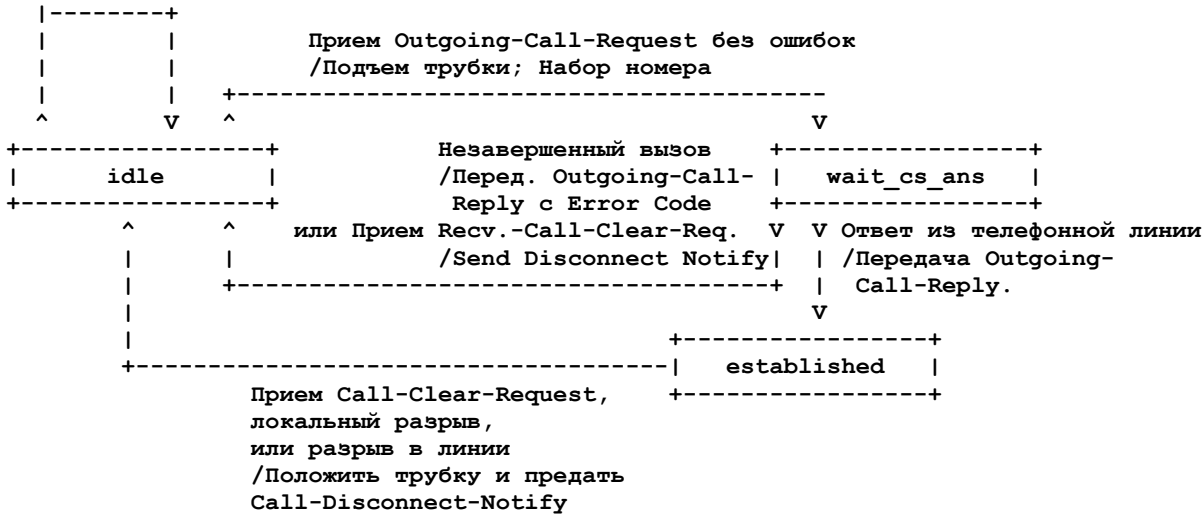 Прием Outgoing-Call-Request без ошибок
/Подъем трубки; Набор номера
Незавершенный вызов
idle
/Перед. Outgoing-Call-
wait_cs_ans
Reply с Error Code
или Прием Recv.-Call-Clear-Req.
Ответ из телефонной линии
/Send Disconnect Notify
/Передача Outgoing-
Call-Reply.
established
Прием Call-Clear-Request,
локальный разрыв,
или разрыв в линии
/Положить трубку и предать
Call-Disconnect-Notify